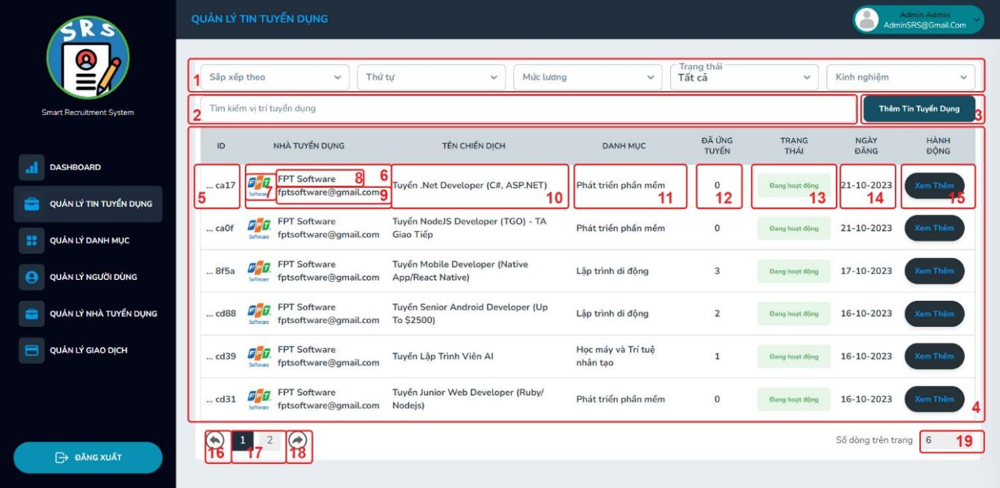 SRS
Smart Recruitment System
DASHBOARD
QUẢN LÝ TIN TUYỂN DỤNG
QUẢN LÝ DANH MỤC
QUẢN LÝ NGƯỜI DÙNG
QUẢN LÝ NHÀ TUYỂN DỤNG
QUẢN LÝ GIAO DỊCH
ĐĂNG XUẤT
QUẢN LÝ TIN TUYỂN DỤNG
Admin Admin
AdminSRS@Gmail.Com
1 Sắp xếp theo Thứ tự Mức lương Trạng thái Tất cả Kinh nghiệm
2 Tìm kiếm vị trí tuyển dụng Thêm Tin Tuyển Dụng 3
ID NHÀ TUYỂN DỤNG TÊN CHIẾN DỊCH DANH MỤC ĐÃ ỨNG TUYỂN TRẠNG THÁI NGÀY ĐĂNG HÀNH ĐỘNG
... ca17 FPT Software FPT Software fptsoftware@gmail.com Tuyển .Net Developer (C#, ASP.NET) Phát triển phần mềm 0 Đang hoạt động 21-10-2023 Xem Thêm
5 7 8 6 9 10 11 12 13 14 15
... ca0f FPT Software FPT Software fptsoftware@gmail.com Tuyển NodeJS Developer (TGO) - TA Giao Tiếp Phát triển phần mềm 0 Đang hoạt động 21-10-2023 Xem Thêm
... 8f5a FPT Software FPT Software fptsoftware@gmail.com Tuyển Mobile Developer (Native App/React Native) Lập trình di động 3 Đang hoạt động 17-10-2023 Xem Thêm
... cd88 FPT Software FPT Software fptsoftware@gmail.com Tuyển Senior Android Developer (Up To $2500) Lập trình di động 2 Đang hoạt động 16-10-2023 Xem Thêm
... cd39 FPT Software FPT Software fptsoftware@gmail.com Tuyển Lập Trình Viên AI Học máy và Trí tuệ nhân tạo 1 Đang hoạt động 16-10-2023 Xem Thêm
... cd31 FPT Software FPT Software fptsoftware@gmail.com Tuyển Junior Web Developer (Ruby/ Nodejs) Phát triển phần mềm 0 Đang hoạt động 16-10-2023 Xem Thêm
4
1 2 Số dòng trên trang 6
16 17 18 19